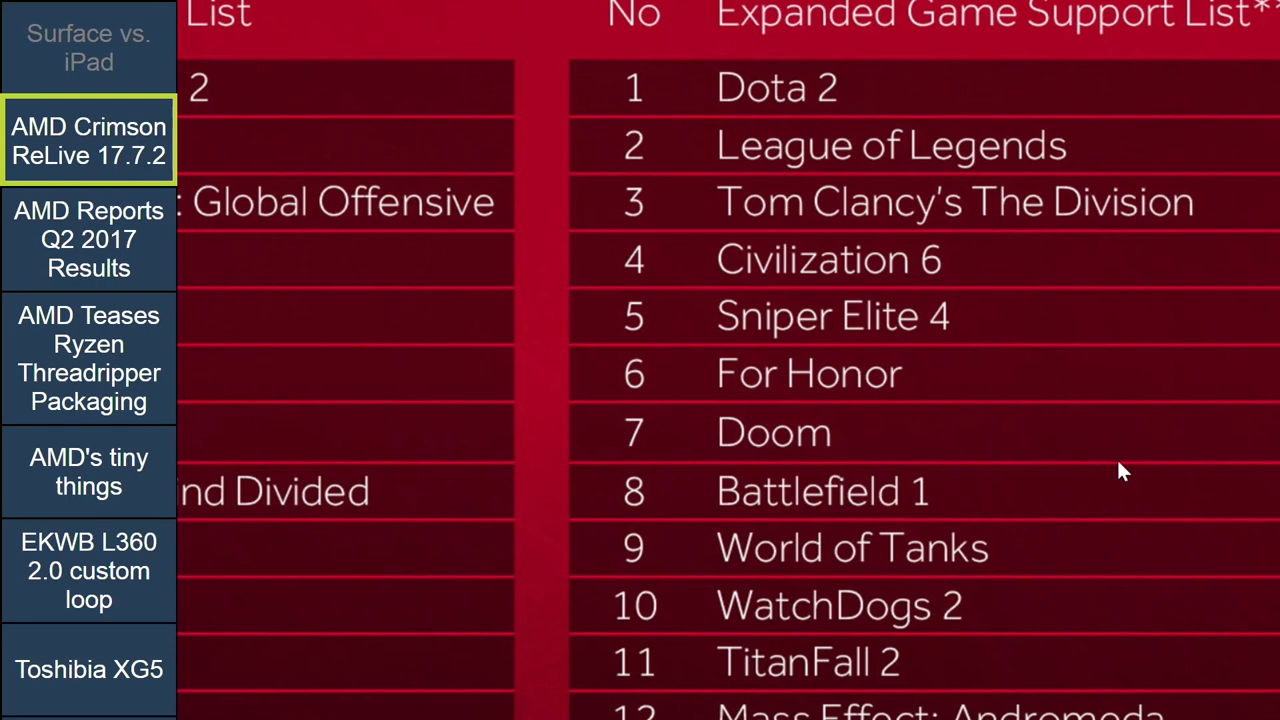 Surface vs.
iPad
AMD Crimson
ReLive 17.7.2
AMD Reports
Q2 2017
Results
AMD Teases
Ryzen
Threadripper
Packaging
AMD's tiny
things
EKWB L360
2.0 custom
loop
Toshibia XG5
List
2
: Global Offensive
ind Divided
No Expanded Game Support List**
1 Dota 2
2 League of Legends
3 Tom Clancy's The Division
4 Civilization 6
5 Sniper Elite 4
6 For Honor
7 Doom
8 Battlefield 1
9 World of Tanks
10 WatchDogs 2
11 TitanFall 2
12 Mass Effect: Andromeda